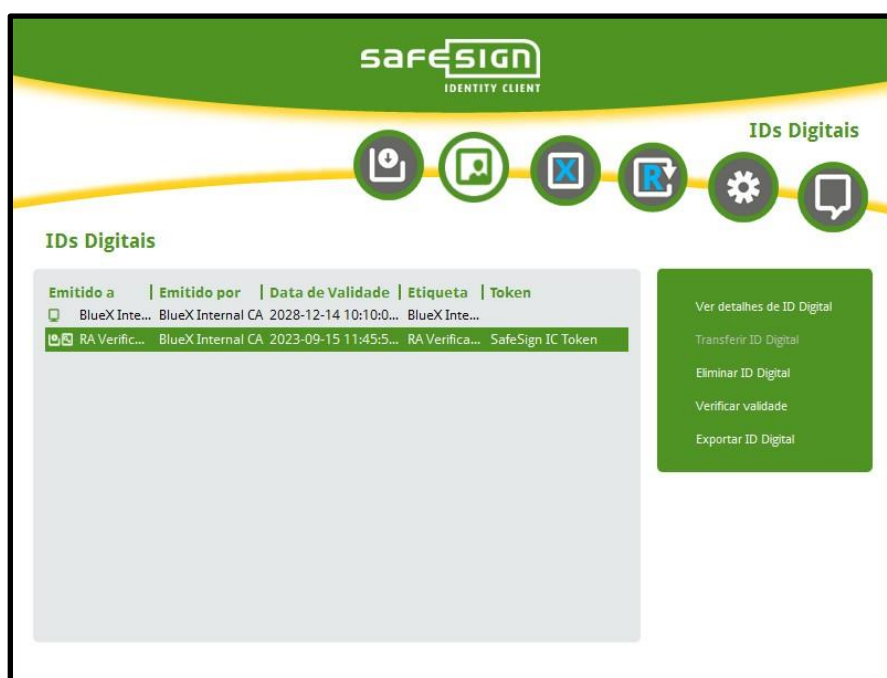 safesign
IDENTITY CLIENT
IDs Digitais
IDs Digitais
Emitido a | Emitido por | Data de Validade | Etiqueta | Token
BlueX Inte... BlueX Internal CA 2028-12-14 10:10:0... BlueX Inte...
RA Verific... BlueX Internal CA 2023-09-15 11:45:5... RA Verifica... SafeSign IC Token
Ver detalhes de ID Digital
Transferir ID Digital
Eliminar ID Digital
Verificar validade
Exportar ID Digital